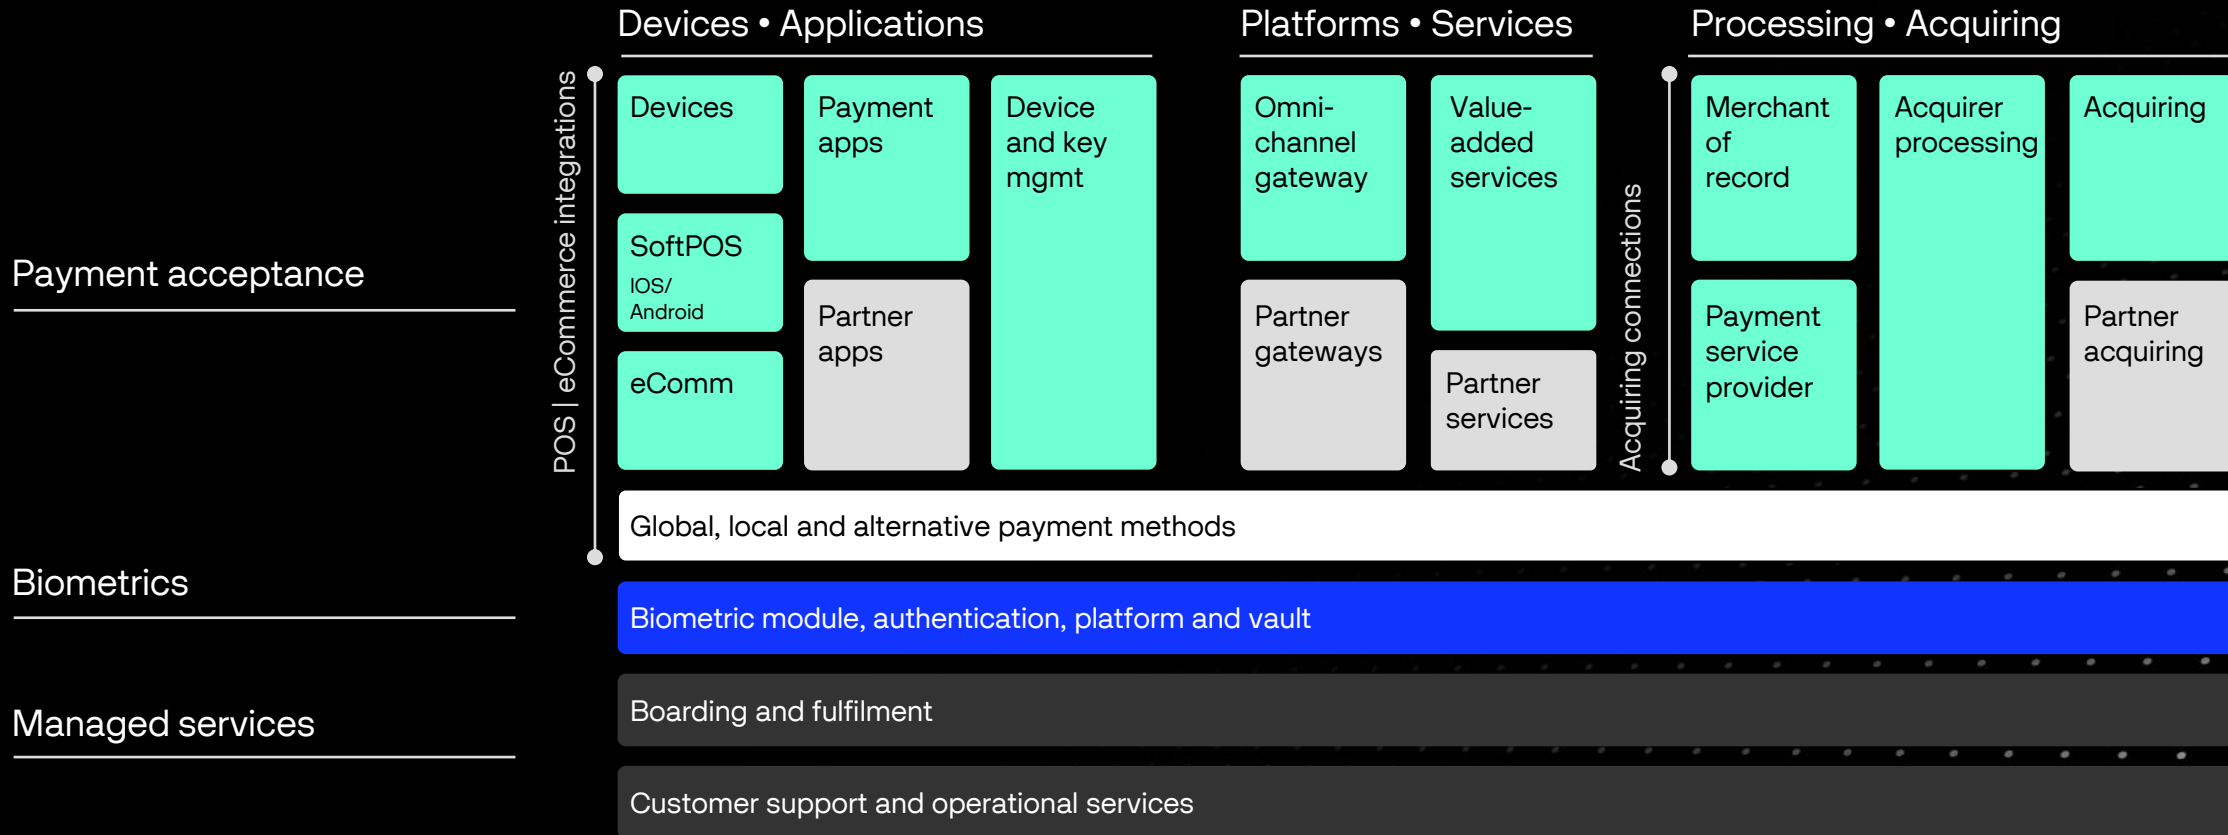 Devices • Applications
Platforms • Services
Processing • Acquiring
Payment acceptance
POS | eCommerce integrations
Devices
SoftPOS
IOS/
Android
eComm
Payment
apps
Partner
apps
Device
and key
mgmt
Omni-
channel
gateway
Partner
gateways
Value-
added
services
Partner
services
Acquiring connections
Merchant
of
record
Payment
service
provider
Acquirer
processing
Acquiring
Partner
acquiring
Global, local and alternative payment methods
Biometrics
Biometric module, authentication, platform and vault
Managed services
Boarding and fulfilment
Customer support and operational services